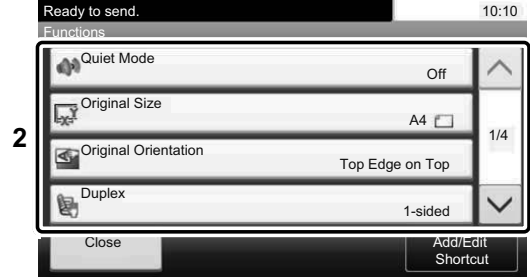 Ready to send.
10:10
Functions
Quiet Mode
Off
Original Size
A4
2
1/4
Original Orientation
Top Edge on Top
Duplex
1-sided
Close
Add/Edit
Shortcut